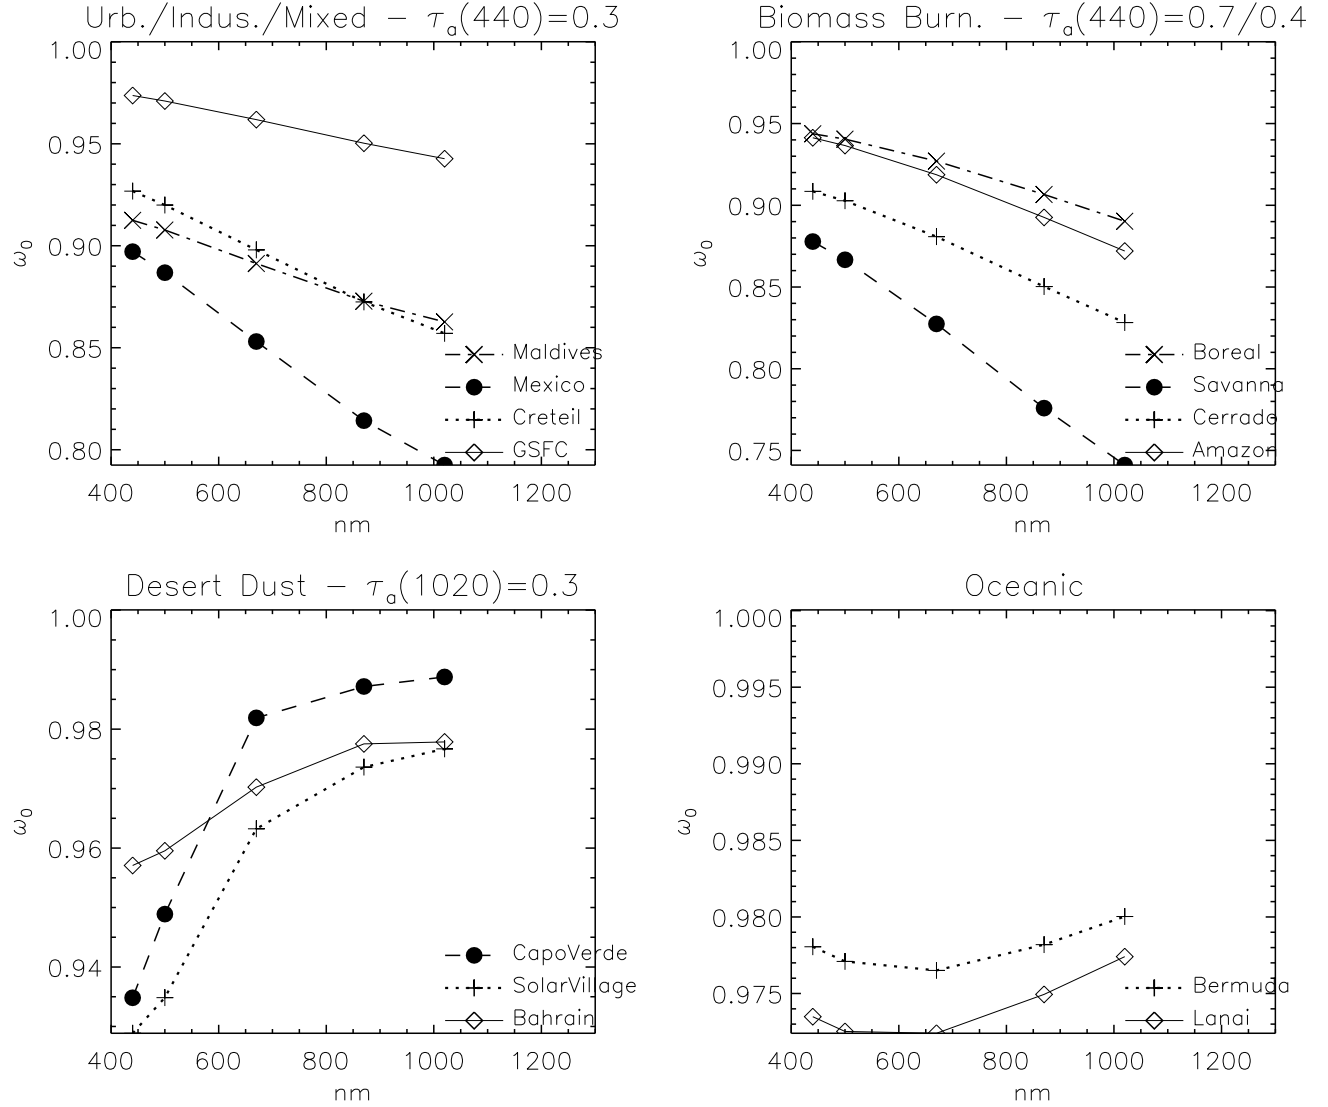 Urb./Indus./Mixed – τa(440)=0.3
1.00
0.95
0.90
0.85
0.80
ω0
400 600 800 1000 1200
nm
Maldives
Mexico
Creteil
GSFC
Biomass Burn. – τa(440)=0.7/0.4
1.00
0.95
0.90
0.85
0.80
0.75
ω0
400 600 800 1000 1200
nm
Boreal
Savanna
Cerrado
Amazon
Desert Dust – τa(1020)=0.3
1.00
0.98
0.96
0.94
ω0
400 600 800 1000 1200
nm
CapoVerde
SolarVillage
Bahrain
Oceanic
1.000
0.995
0.990
0.985
0.980
0.975
ω0
400 600 800 1000 1200
nm
Bermuda
Lanai